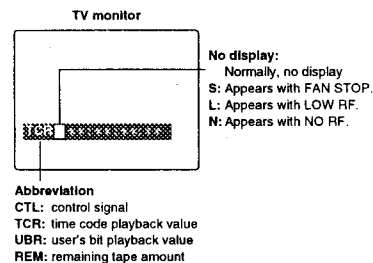 TV monitor
No display:
Normally, no display
S: Appears with FAN STOP.
L: Appears with LOW RF.
N: Appears with NO RF.
TCR
Abbreviation
CTL: control signal
TCR: time code playback value
UBR: user's bit playback value
REM: remaining tape amount